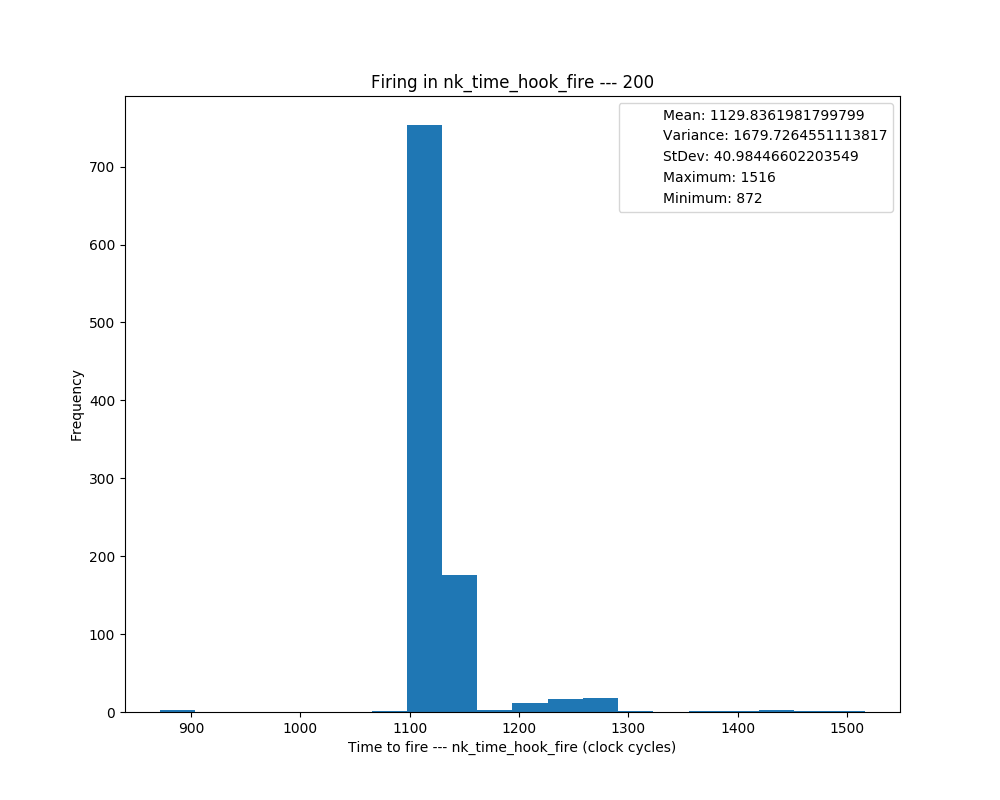 Firing in nk_time_hook_fire --- 200
Mean: 1129.8361981799799
Variance: 1679.7264551113817
StDev: 40.98446602203549
Maximum: 1516
Minimum: 872
Frequency
700
600
500
400
300
200
100
0
900 1000 1100 1200 1300 1400 1500
Time to fire --- nk_time_hook_fire (clock cycles)